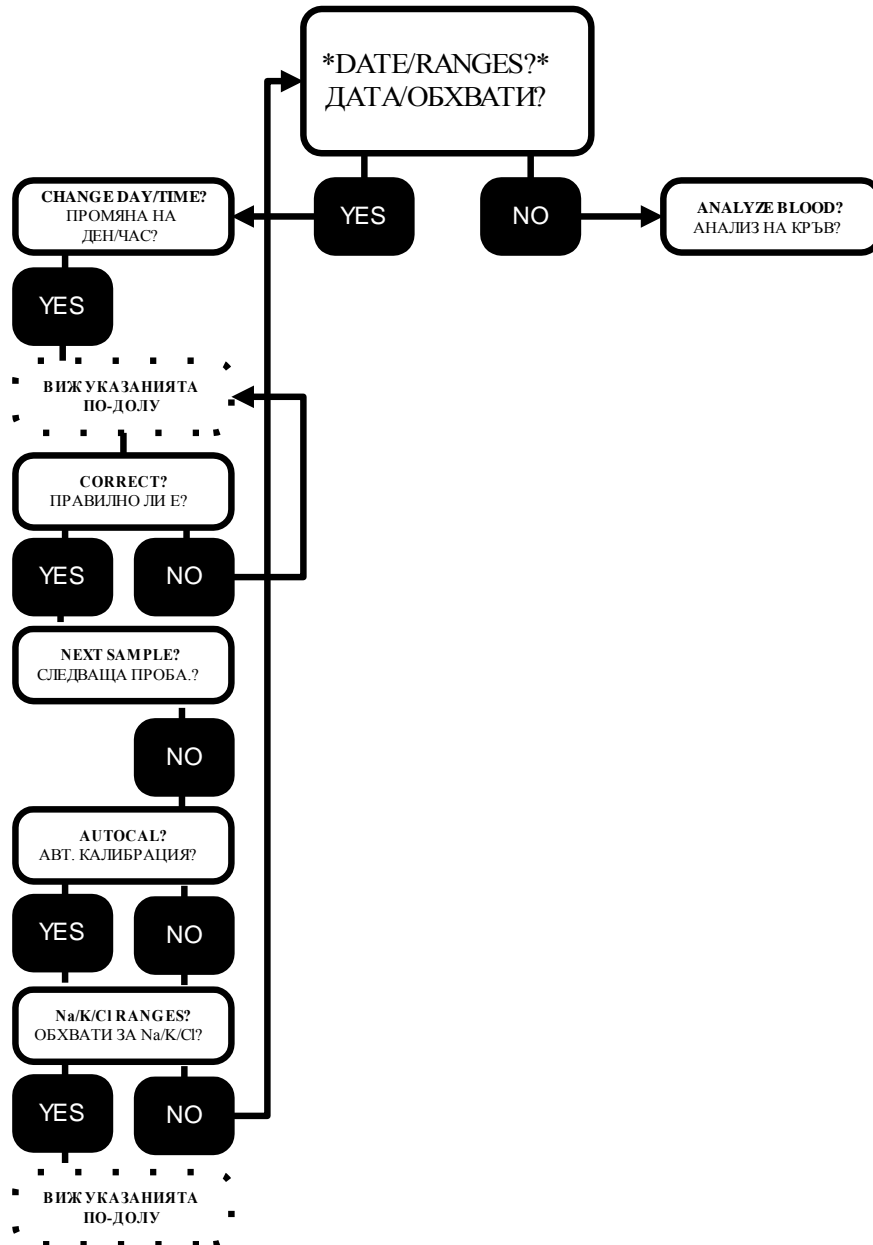 *DATE/RANGES?*
ДАТА/ОБХВАТИ?
YES
NO
CHANGE DAY/TIME?
ПРОМЯНА НА
ДЕН/ЧАС?
ANALYZE BLOOD?
АНАЛИЗ НА КРЪВ?
YES
ВИЖ УКАЗАНИЯТА
ПО-ДОЛУ
CORRECT?
ПРАВИЛНО ЛИ Е?
YES
NO
NEXT SAMPLE?
СЛЕДВАЩА ПРОБА.?
NO
AUTOCAL?
АВТ. КАЛИБРАЦИЯ?
YES
NO
Na/K/Cl RANGES?
ОБХВАТИ ЗА Na/K/Cl?
YES
NO
ВИЖ УКАЗАНИЯТА
ПО-ДОЛУ